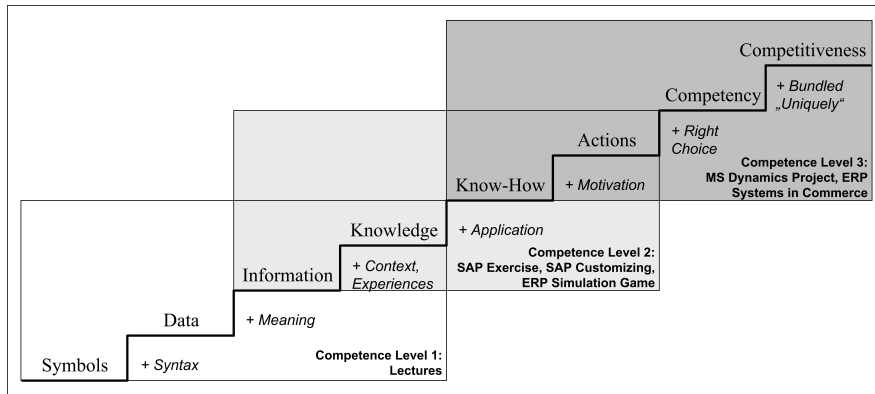 Competitiveness
+ Bundled
„Uniquely“
Competency
+ Right
Choice
Actions
Competence Level 3:
MS Dynamics Project, ERP
Systems in Commerce
Know-How
+ Motivation
Knowledge
+ Application
Competence Level 2:
SAP Exercise, SAP Customizing,
ERP Simulation Game
Information
+ Context,
Experiences
Data
+ Meaning
Competence Level 1:
Lectures
Symbols
+ Syntax